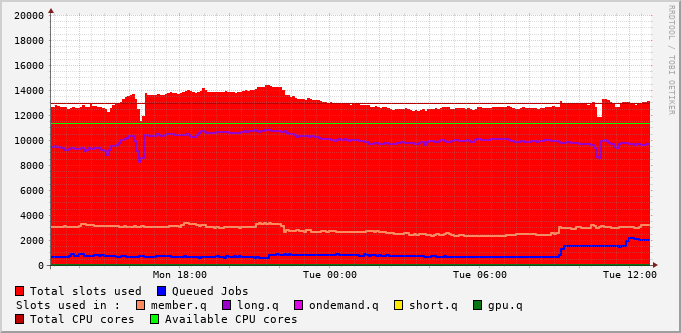 RRDTOOL / TOBI OETIKER
20000
18000
16000
14000
12000
10000
8000
6000
4000
2000
0
Mon 18:00 Tue 00:00 Tue 06:00 Tue 12:00
Total slots used Queued Jobs
Slots used in : member.q long.q ondemand.q short.q gpu.q
Total CPU cores Available CPU cores